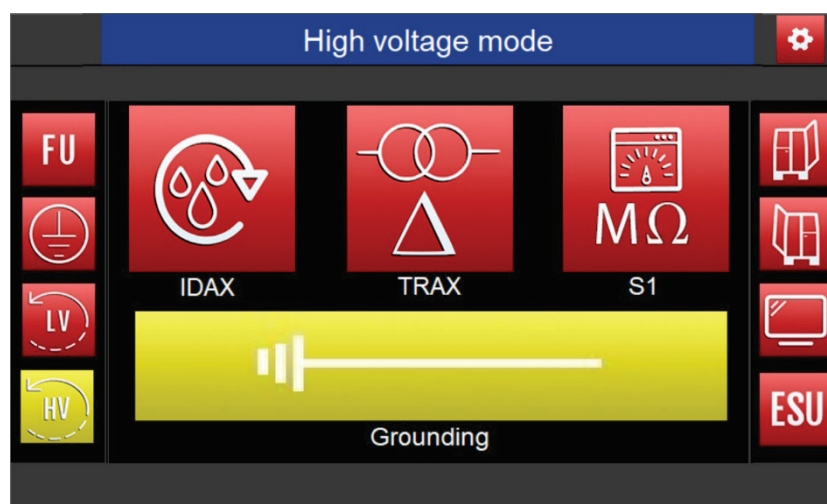 High voltage mode
FU
LV
HV
IDAX
TRAX
MΩ
S1
Grounding
ESU